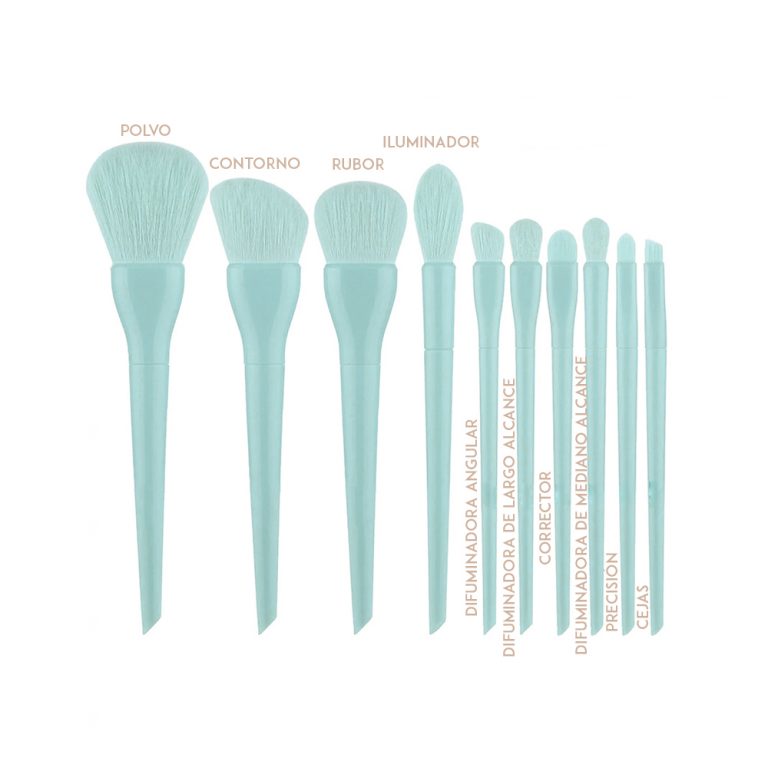 POLVO
CONTORNO
RUBOR
ILUMINADOR
DIFUMINADORA ANGULAR
DIFUMINADORA DE LARGO ALCANCE
CORRECTOR
DIFUMINADORA DE MEDIANO ALCANCE
PRECISIÓN
CEJAS